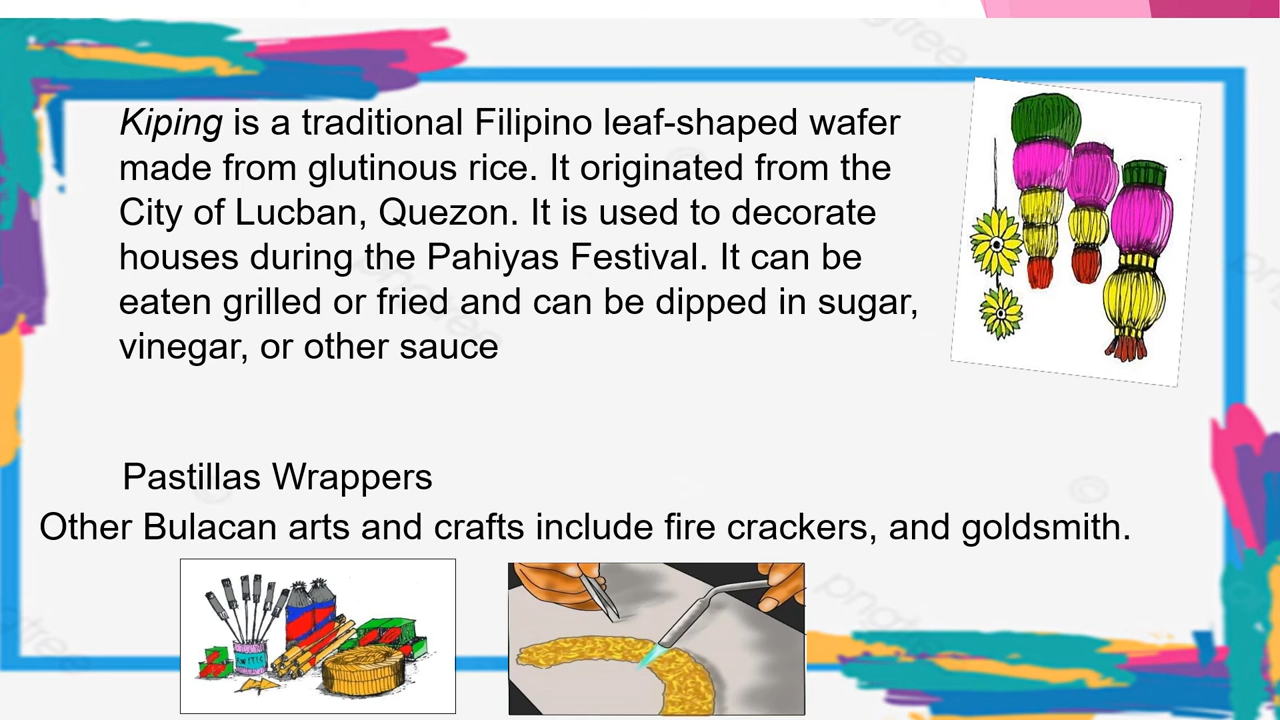 Kiping is a traditional Filipino leaf-shaped wafer
made from glutinous rice. It originated from the
City of Lucban, Quezon. It is used to decorate
houses during the Pahiyas Festival. It can be
eaten grilled or fried and can be dipped in sugar,
vinegar, or other sauce
Pastillas Wrappers
Other Bulacan arts and crafts include fire crackers, and goldsmith.
pngtree